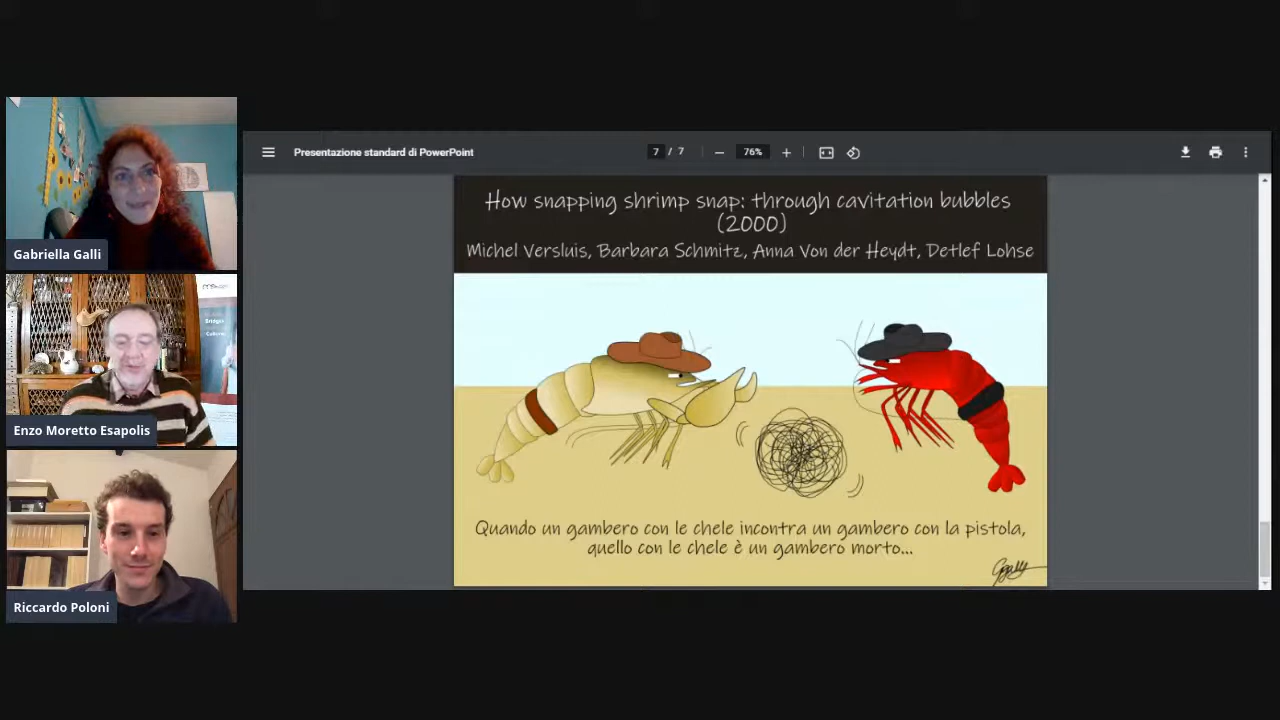 Gabriella Galli
Enzo Moretto Esapolis
Riccardo Poloni
Presentazione standard di PowerPoint
7 / 7
76%
How snapping shrimp snap: through cavitation bubbles
(2000)
Michel Versluis, Barbara Schmitz, Anna Von der Heydt, Detlef Lohse
Quando un gambero con le chele incontra un gambero con la pistola,
quello con le chele è un gambero morto...